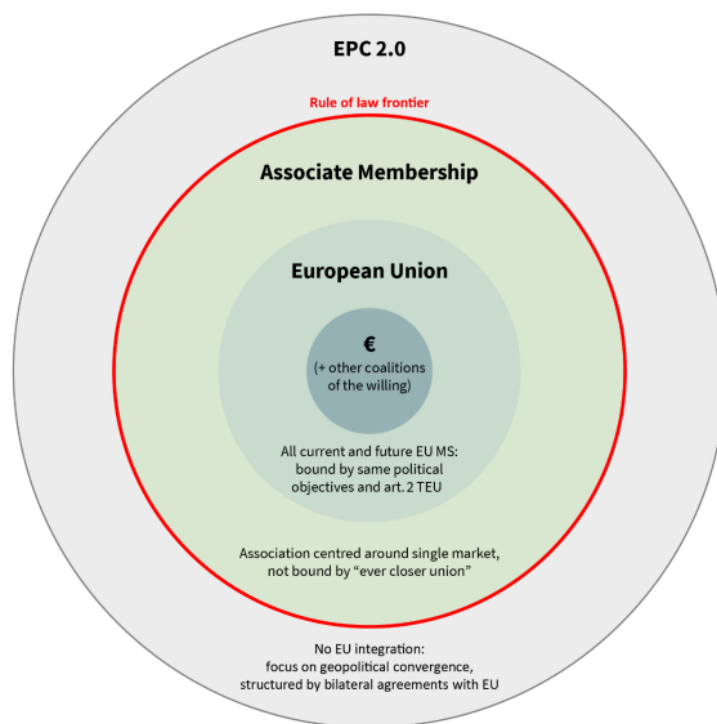 EPC 2.0
Rule of law frontier
Associate Membership
European Union
€
(+ other coalitions
of the willing)
All current and future EU MS:
bound by same political
objectives and art. 2 TEU
Association centred around single market,
not bound by “ever closer union”
No EU integration:
focus on geopolitical convergence,
structured by bilateral agreements with EU